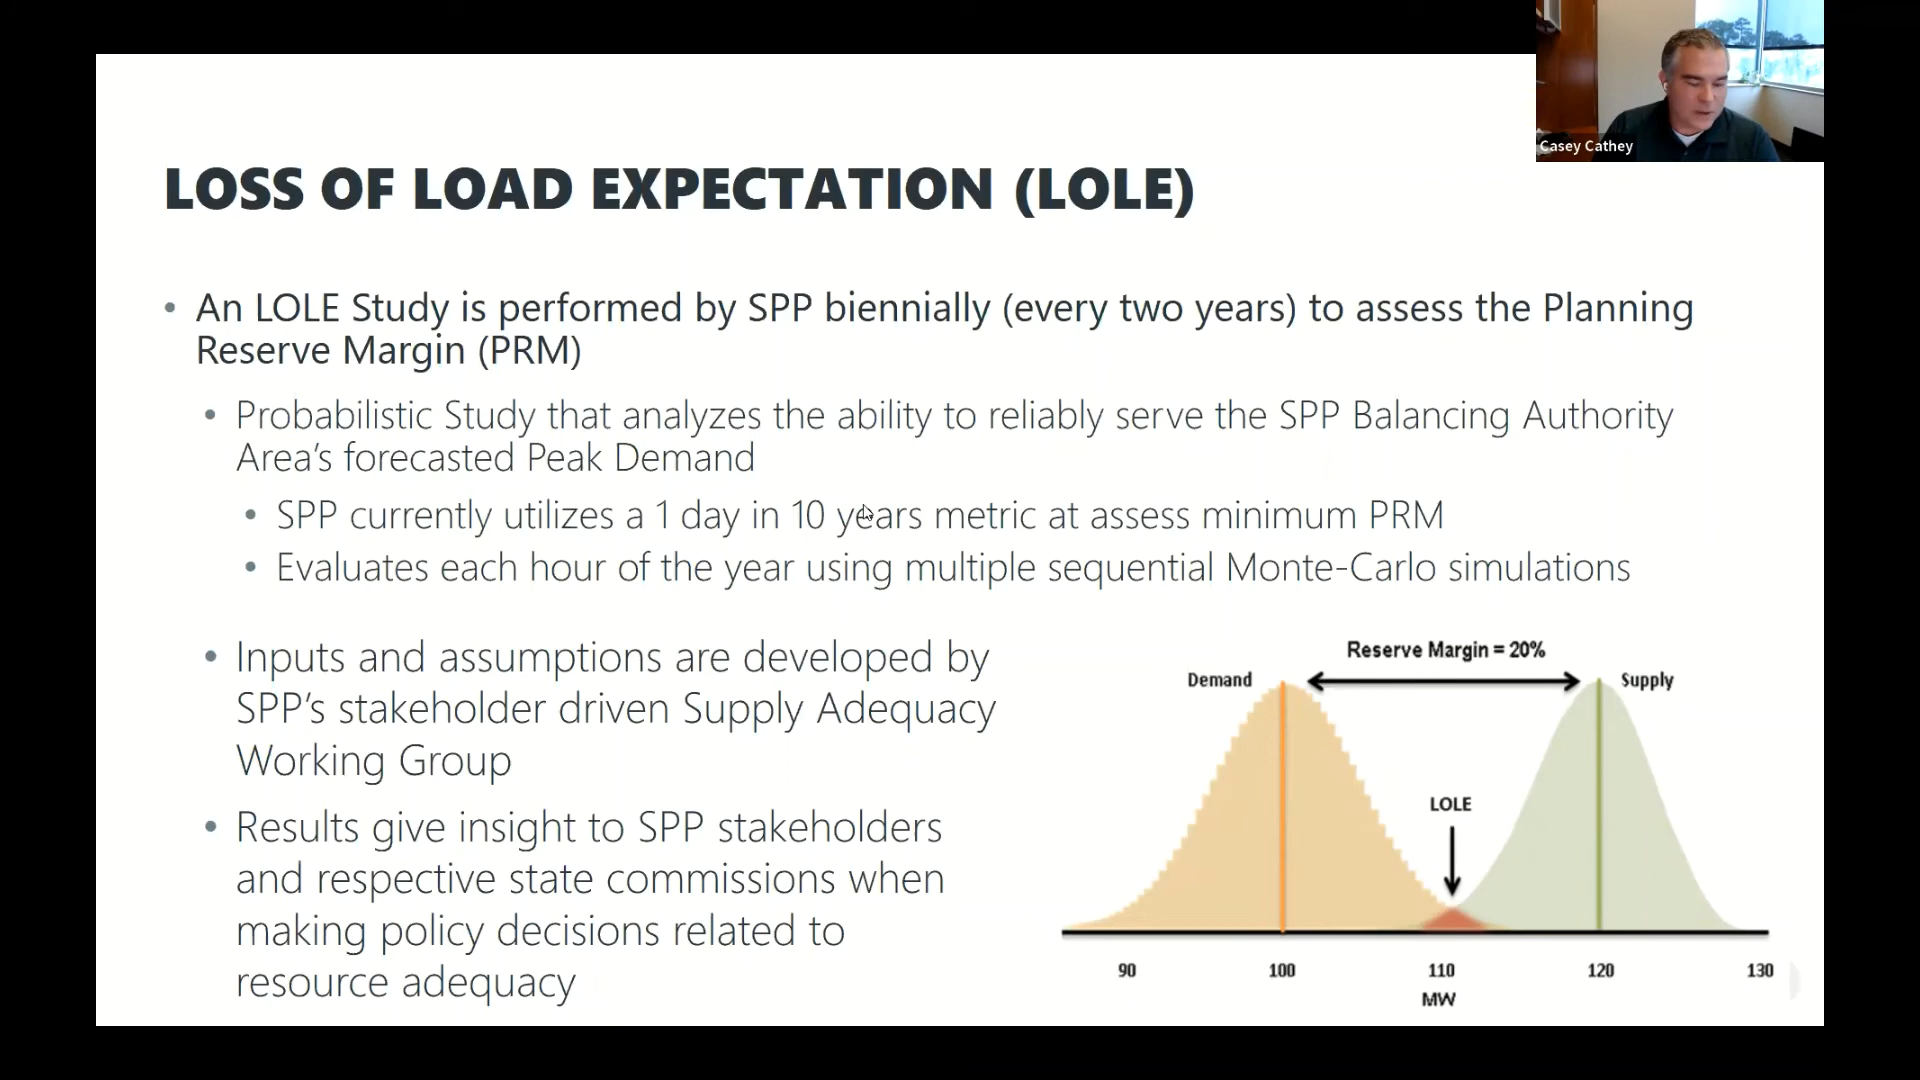 Casey Cathey
LOSS OF LOAD EXPECTATION (LOLE)
• An LOLE Study is performed by SPP biennially (every two years) to assess the Planning
Reserve Margin (PRM)
• Probabilistic Study that analyzes the ability to reliably serve the SPP Balancing Authority
Area's forecasted Peak Demand
• SPP currently utilizes a 1 day in 10 years metric at assess minimum PRM
• Evaluates each hour of the year using multiple sequential Monte-Carlo simulations
• Inputs and assumptions are developed by
SPP's stakeholder driven Supply Adequacy
Working Group
• Results give insight to SPP stakeholders
and respective state commissions when
making policy decisions related to
resource adequacy
Reserve Margin = 20%
Demand
Supply
LOLE
90 100 110 120 130
MW